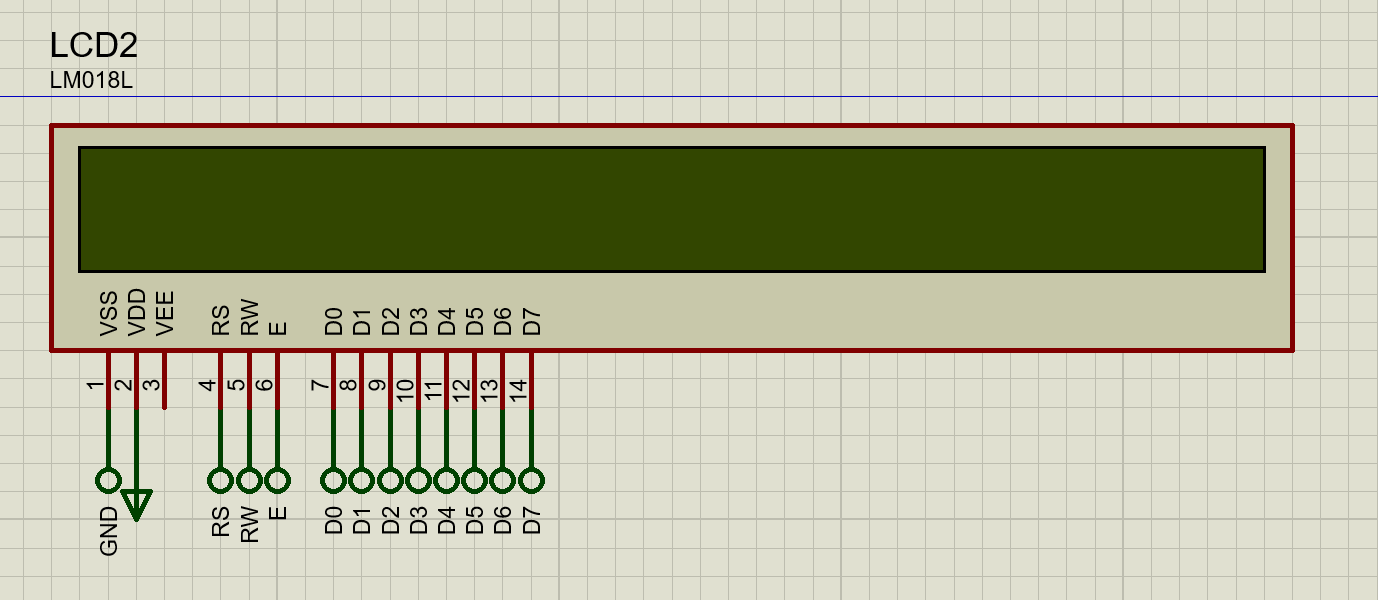 LCD2
LM018L
VSS VDD VEE RS RW E D0 D1 D2 D3 D4 D5 D6 D7
1 2 3 4 5 6 7 8 9 10 11 12 13 14
GND RS RW E D0 D1 D2 D3 D4 D5 D6 D7